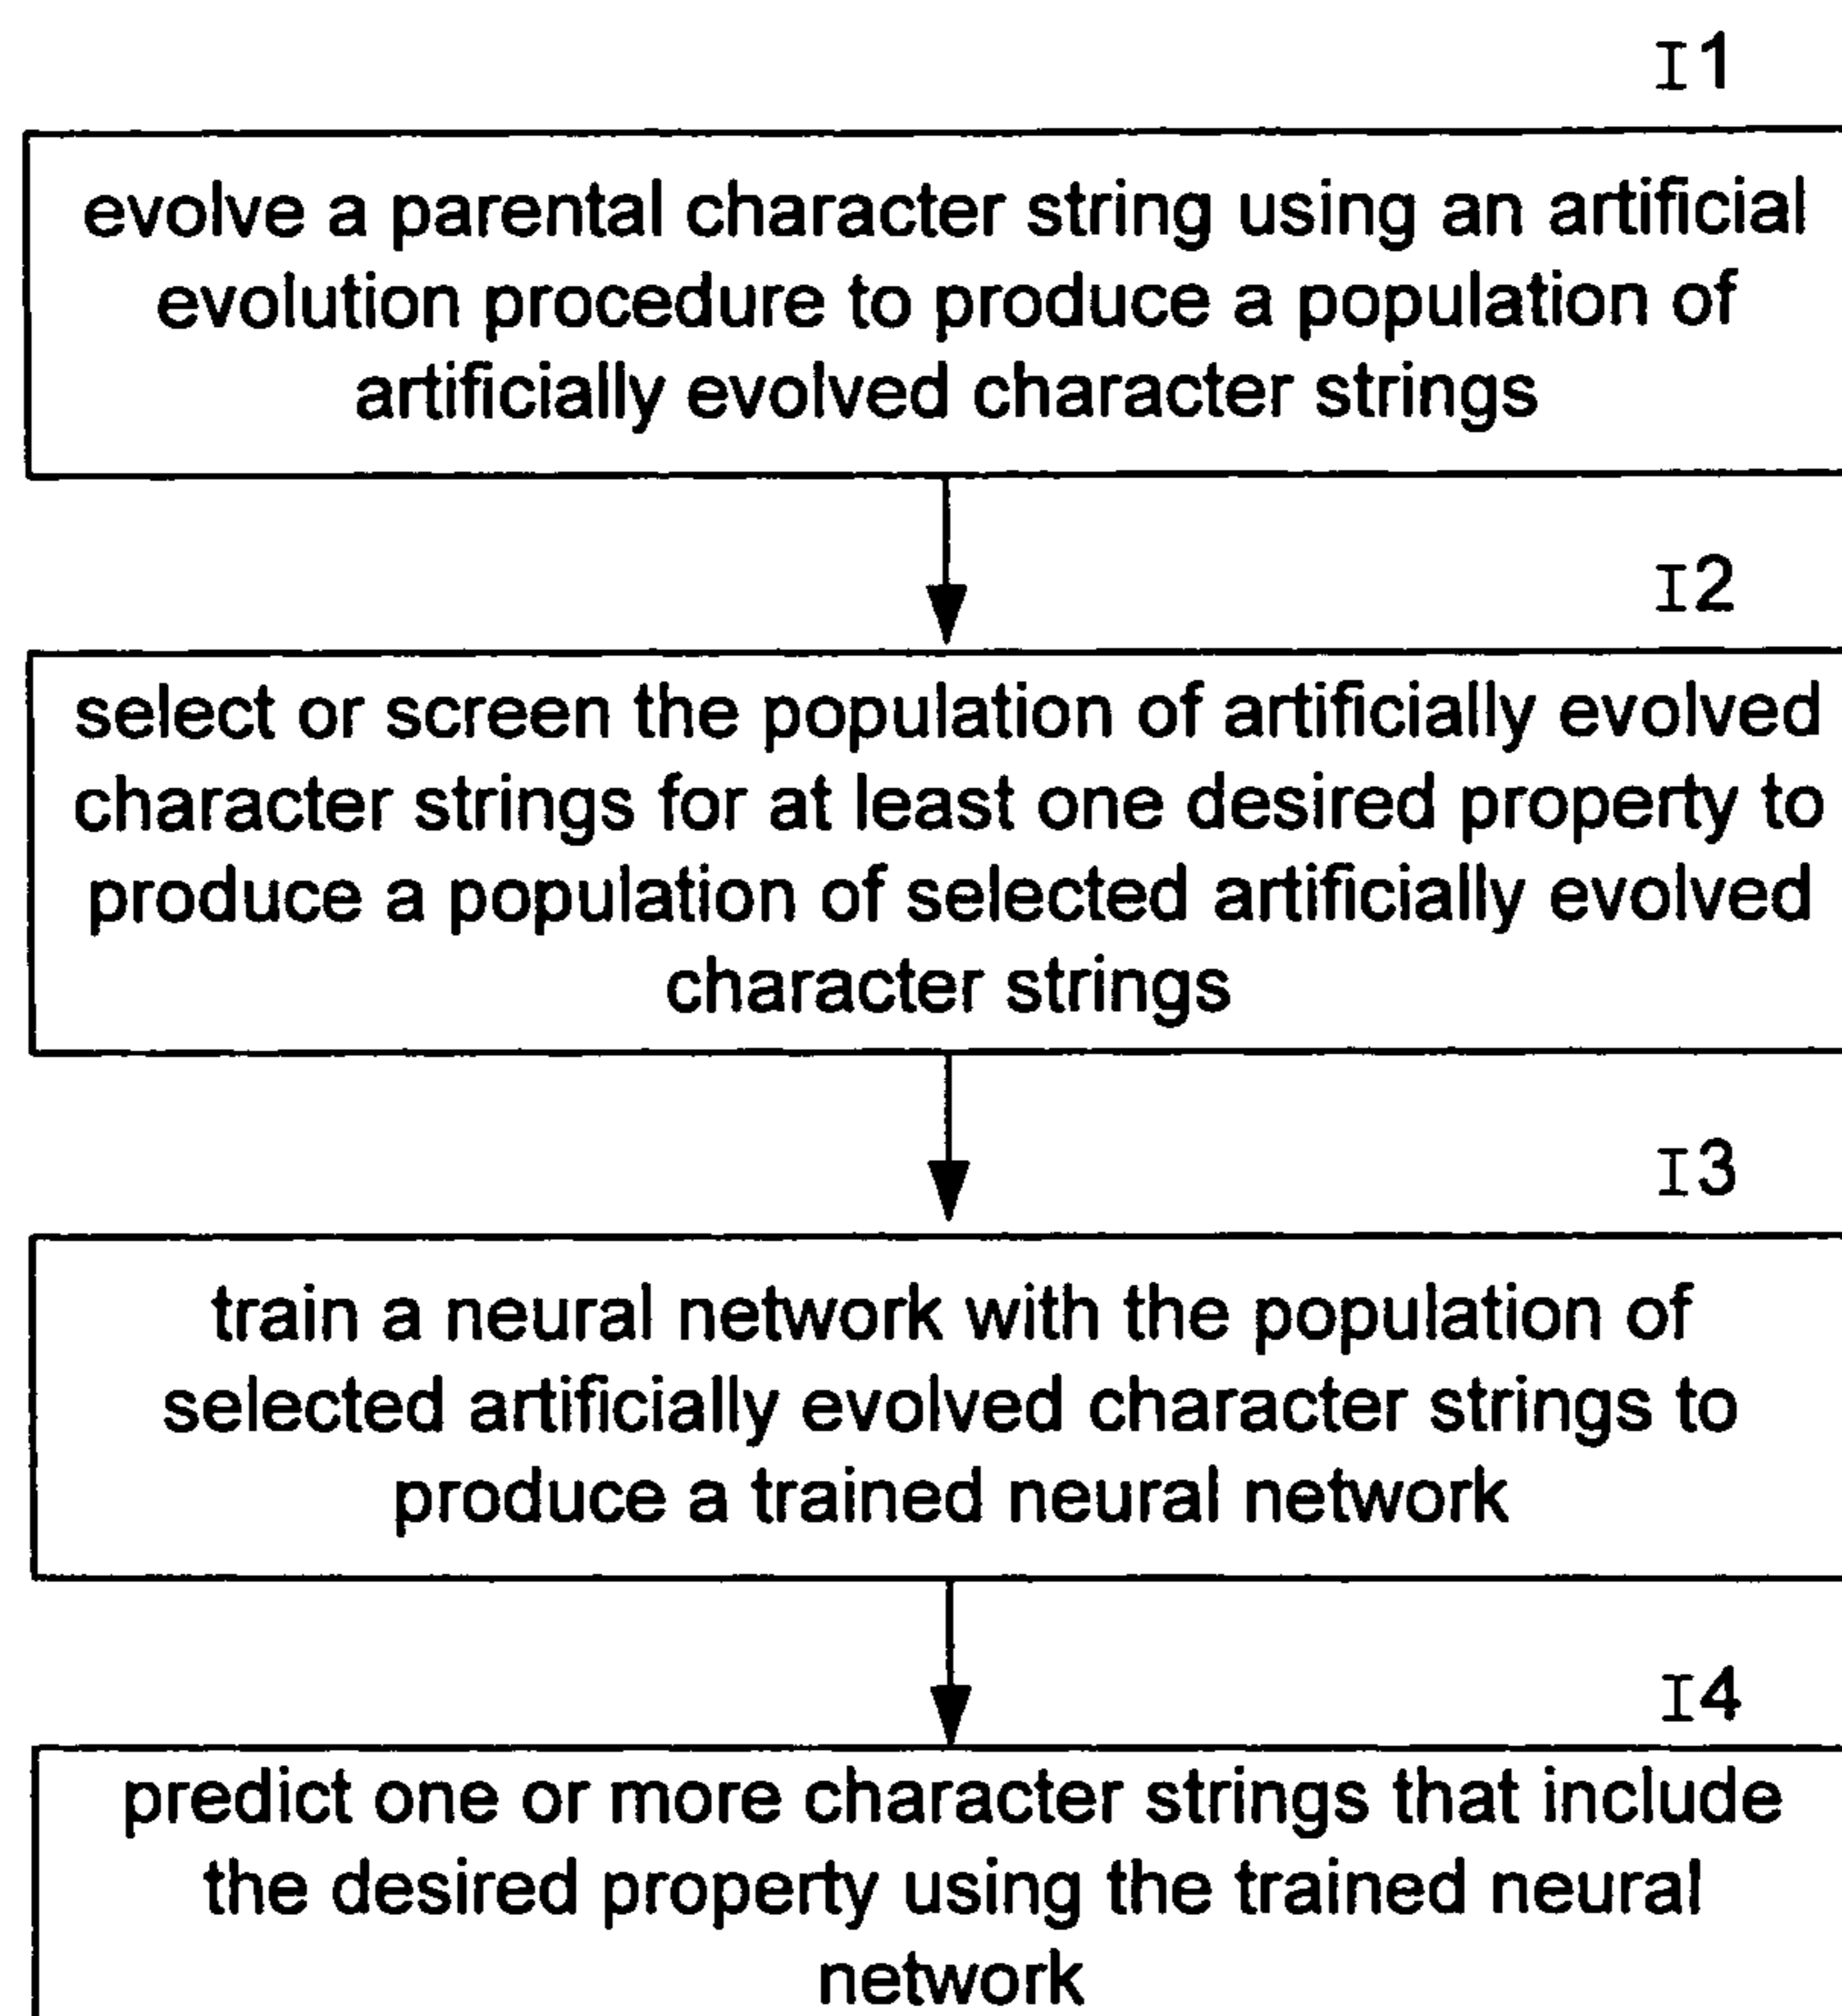 I1
evolve a parental character string using an artificial
evolution procedure to produce a population of
artificially evolved character strings
I2
select or screen the population of artificially evolved
character strings for at least one desired property to
produce a population of selected artificially evolved
character strings
I3
train a neural network with the population of
selected artificially evolved character strings to
produce a trained neural network
I4
predict one or more character strings that include
the desired property using the trained neural
network